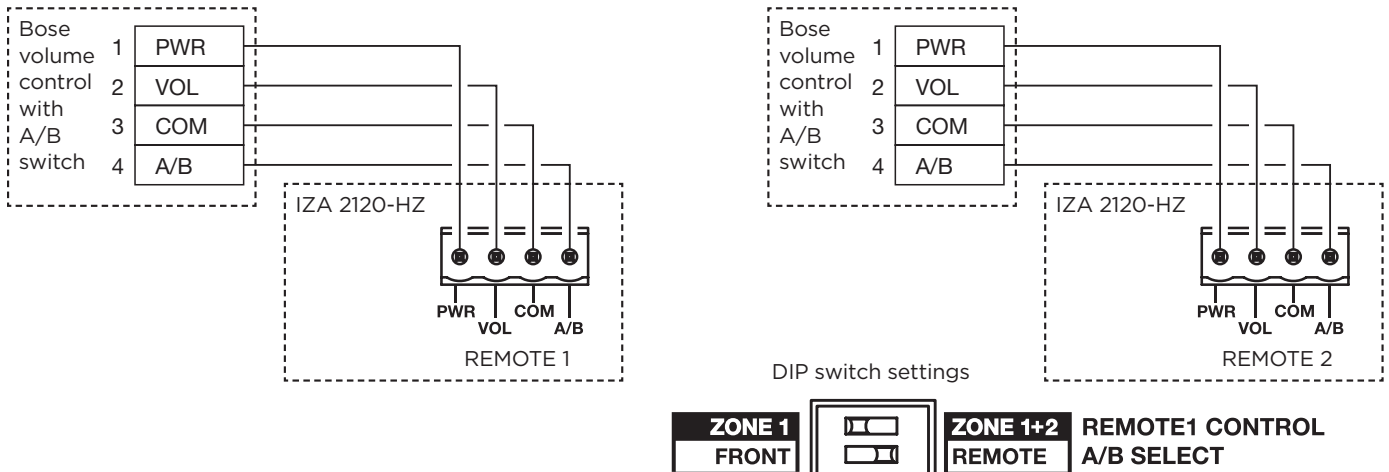 Bose
volume
control
with
A/B
switch
1 PWR
2 VOL
3 COM
4 A/B
IZA 2120-HZ
PWR
VOL
COM
A/B
REMOTE 1
Bose
volume
control
with
A/B
switch
1 PWR
2 VOL
3 COM
4 A/B
IZA 2120-HZ
PWR
VOL
COM
A/B
REMOTE 2
DIP switch settings
ZONE 1 ZONE 1+2 REMOTE1 CONTROL
FRONT REMOTE A/B SELECT